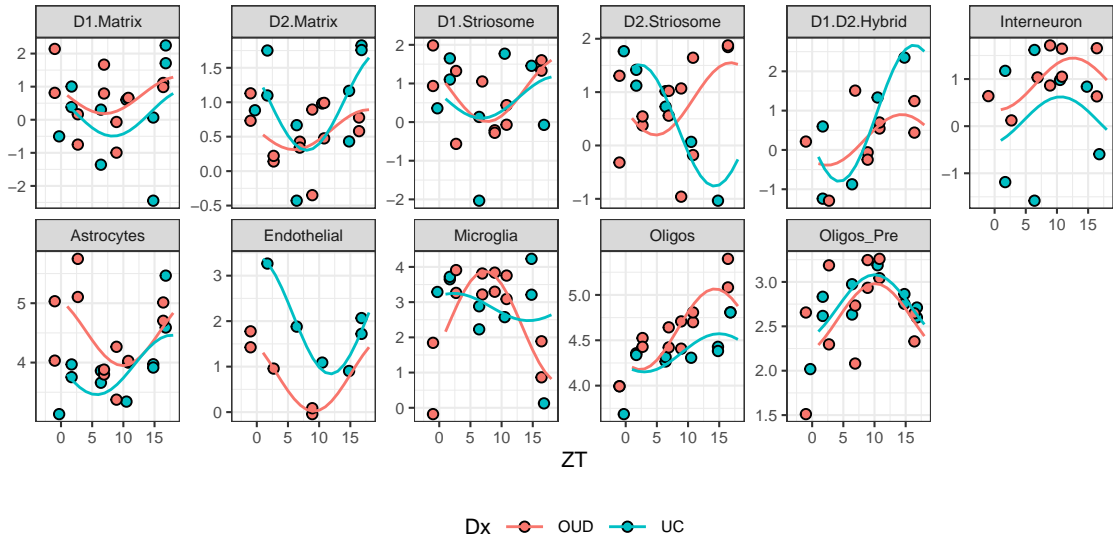 D1.Matrix D2.Matrix D1.Striosome D2.Striosome D1.D2.Hybrid Interneuron
2 1 0 −1 −2
1.5 1.0 0.5 0.0 −0.5
2 1 0 −1 −2
2 1 0 −1
2 1 0 −1
1 0 −1
0 5 10 15
Astrocytes Endothelial Microglia Oligos Oligos_Pre
5 4
3 2 1 0
4 3 2 1 0
5.0 4.5 4.0
3.0 2.5 2.0 1.5
0 5 10 15 0 5 10 15 0 5 10 15 0 5 10 15 0 5 10 15
ZT
Dx OUD UC